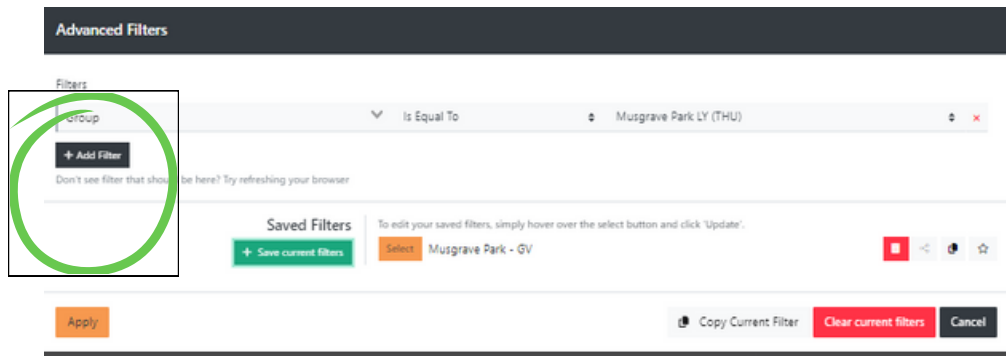 Advanced Filters
Filters
Group Is Equal To Musgrave Park LY (THU)
+ Add Filter
Don't see filter that should be here? Try refreshing your browser
Saved Filters To edit your saved filters, simply hover over the select button and click 'Update'.
+ Save current filters Select Musgrave Park - GV
Apply Copy Current Filter Clear current filters Cancel